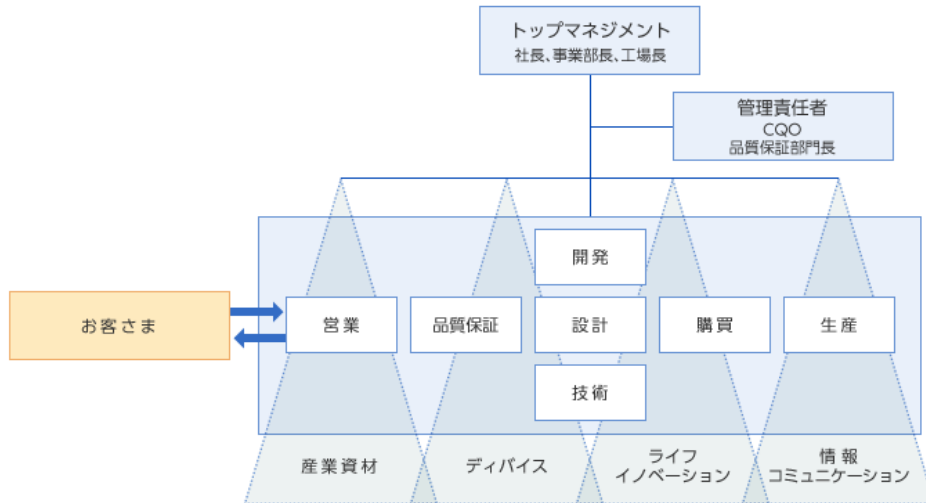 トップマネジメント
社長、事業部長、工場長
管理責任者
CQO
品質保証部門長
開発
お客さま
営業
品質保証
設計
購買
生産
技術
産業資材
ディバイス
ライフ
イノベーション
情報
コミュニケーション